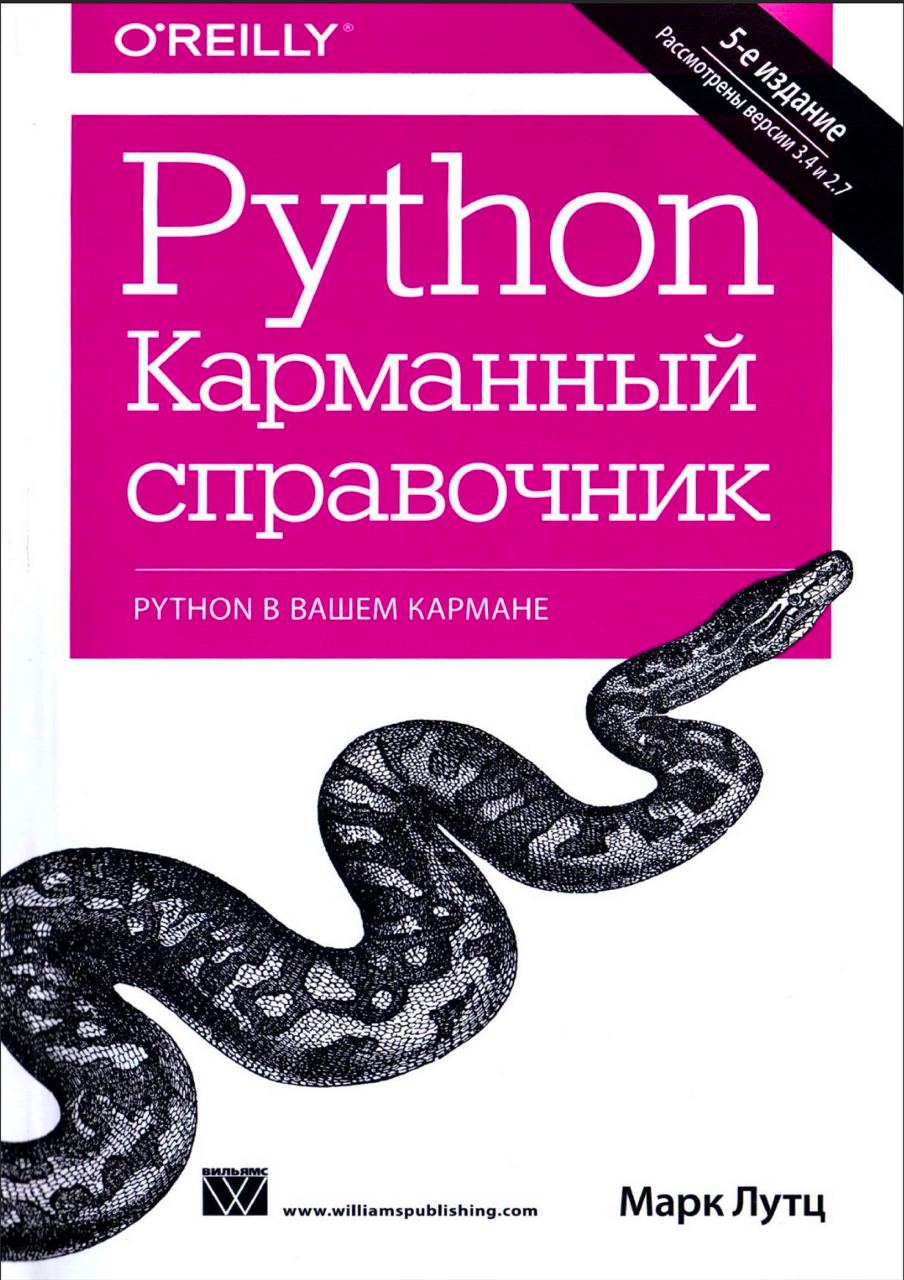 O'REILLY®
5-е издание
Рассмотрены версии 3.4 и 2.7
Python
Карманный
справочник
PYTHON В ВАШЕМ КАРМАНЕ
ВИЛЬЯМС
W
www.williamspublishing.com
Марк Лутц